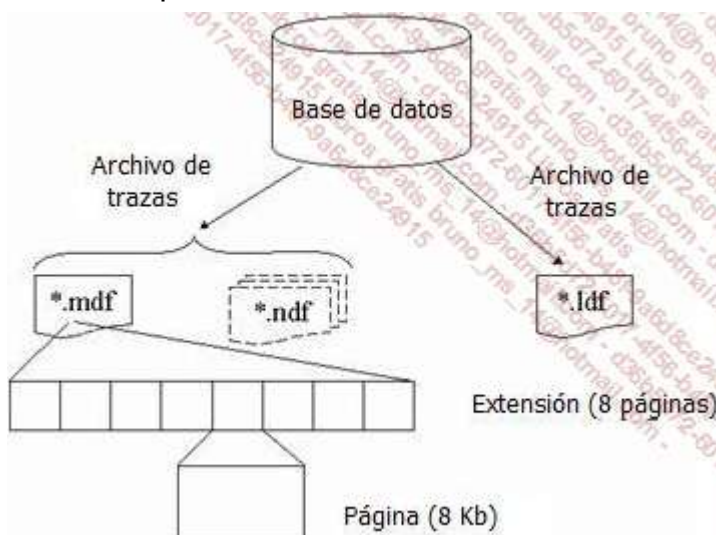 Base de datos
Archivo de
trazas
Archivo de
trazas
*.mdf
*.ndf
*.ldf
Extensión (8 páginas)
Página (8 Kb)